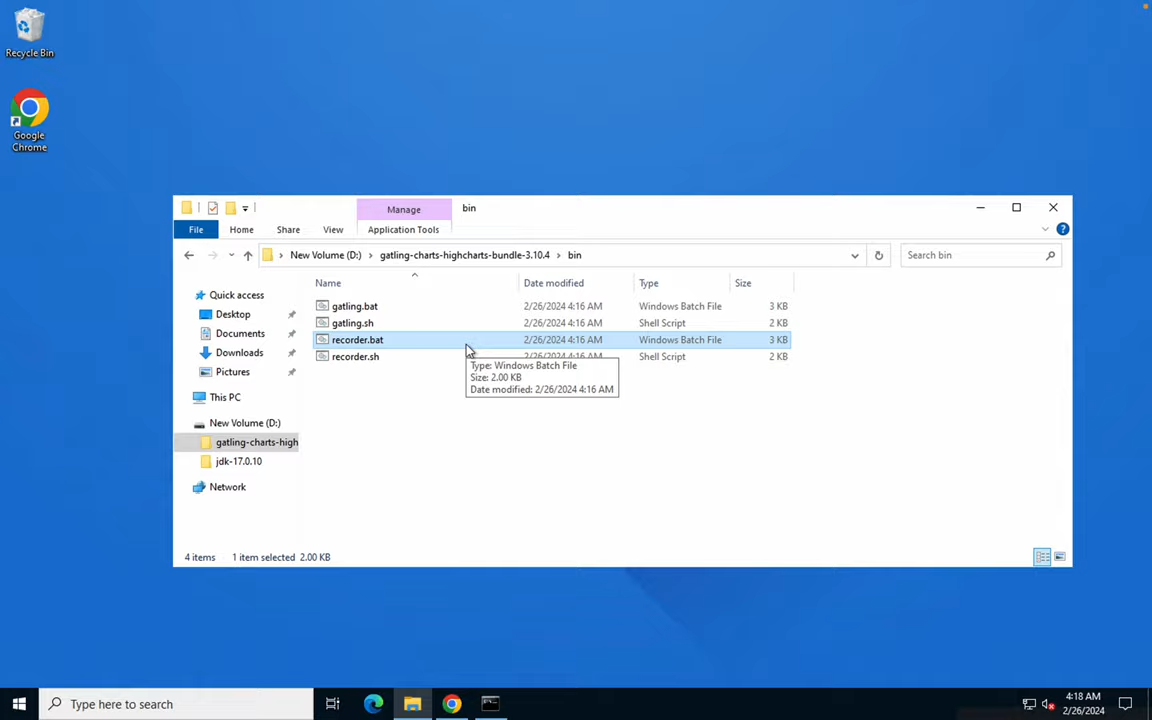 Recycle Bin
Google
Chrome
Manage
bin
File
Home
Share
View
Application Tools
New Volume (D:)
gatling-charts-highcharts-bundle-3.10.4
bin
Search bin
Name
Date modified
Type
Size
Quick access
Desktop
Documents
Downloads
Pictures
This PC
New Volume (D:)
gatling-charts-high
jdk-17.0.10
Network
gatling.bat 2/26/2024 4:16 AM Windows Batch File 3 KB
gatling.sh 2/26/2024 4:16 AM Shell Script 2 KB
recorder.bat 2/26/2024 4:16 AM Windows Batch File 3 KB
recorder.sh 2/26/2024 4:16 AM Shell Script 2 KB
Type: Windows Batch File
Size: 2.00 KB
Date modified: 2/26/2024 4:16 AM
4 items 1 item selected 2.00 KB
Type here to search
4:18 AM
2/26/2024